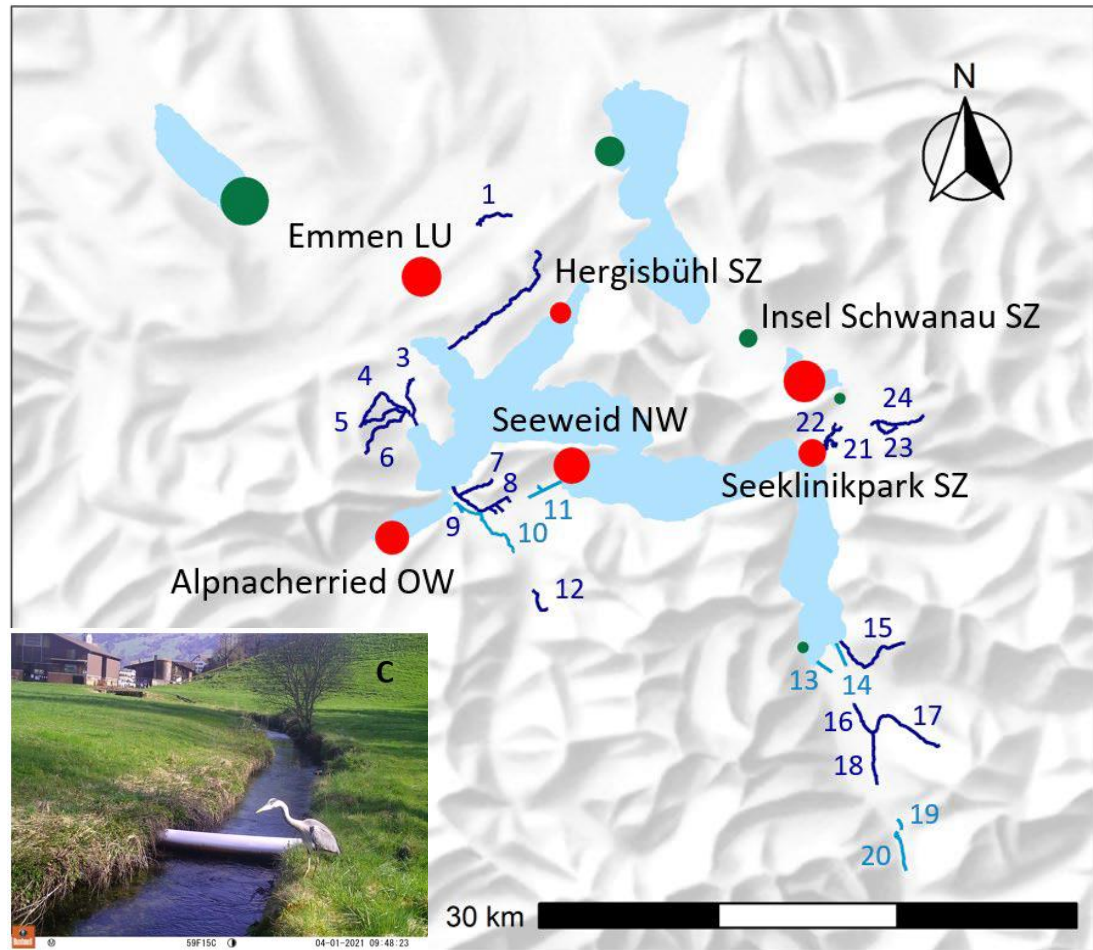 N
1
Emmen LU
Hergisbühl SZ
Insel Schwanau SZ
3
4
5
6
24
22
21
23
Seeweid NW
Seeklinikpark SZ
7
8
9
10
11
Alpnacherried OW
12
15
13
14
16
17
18
19
20
C
30 km
Bushnell
M
59F15C
04-01-2021 09:48:23